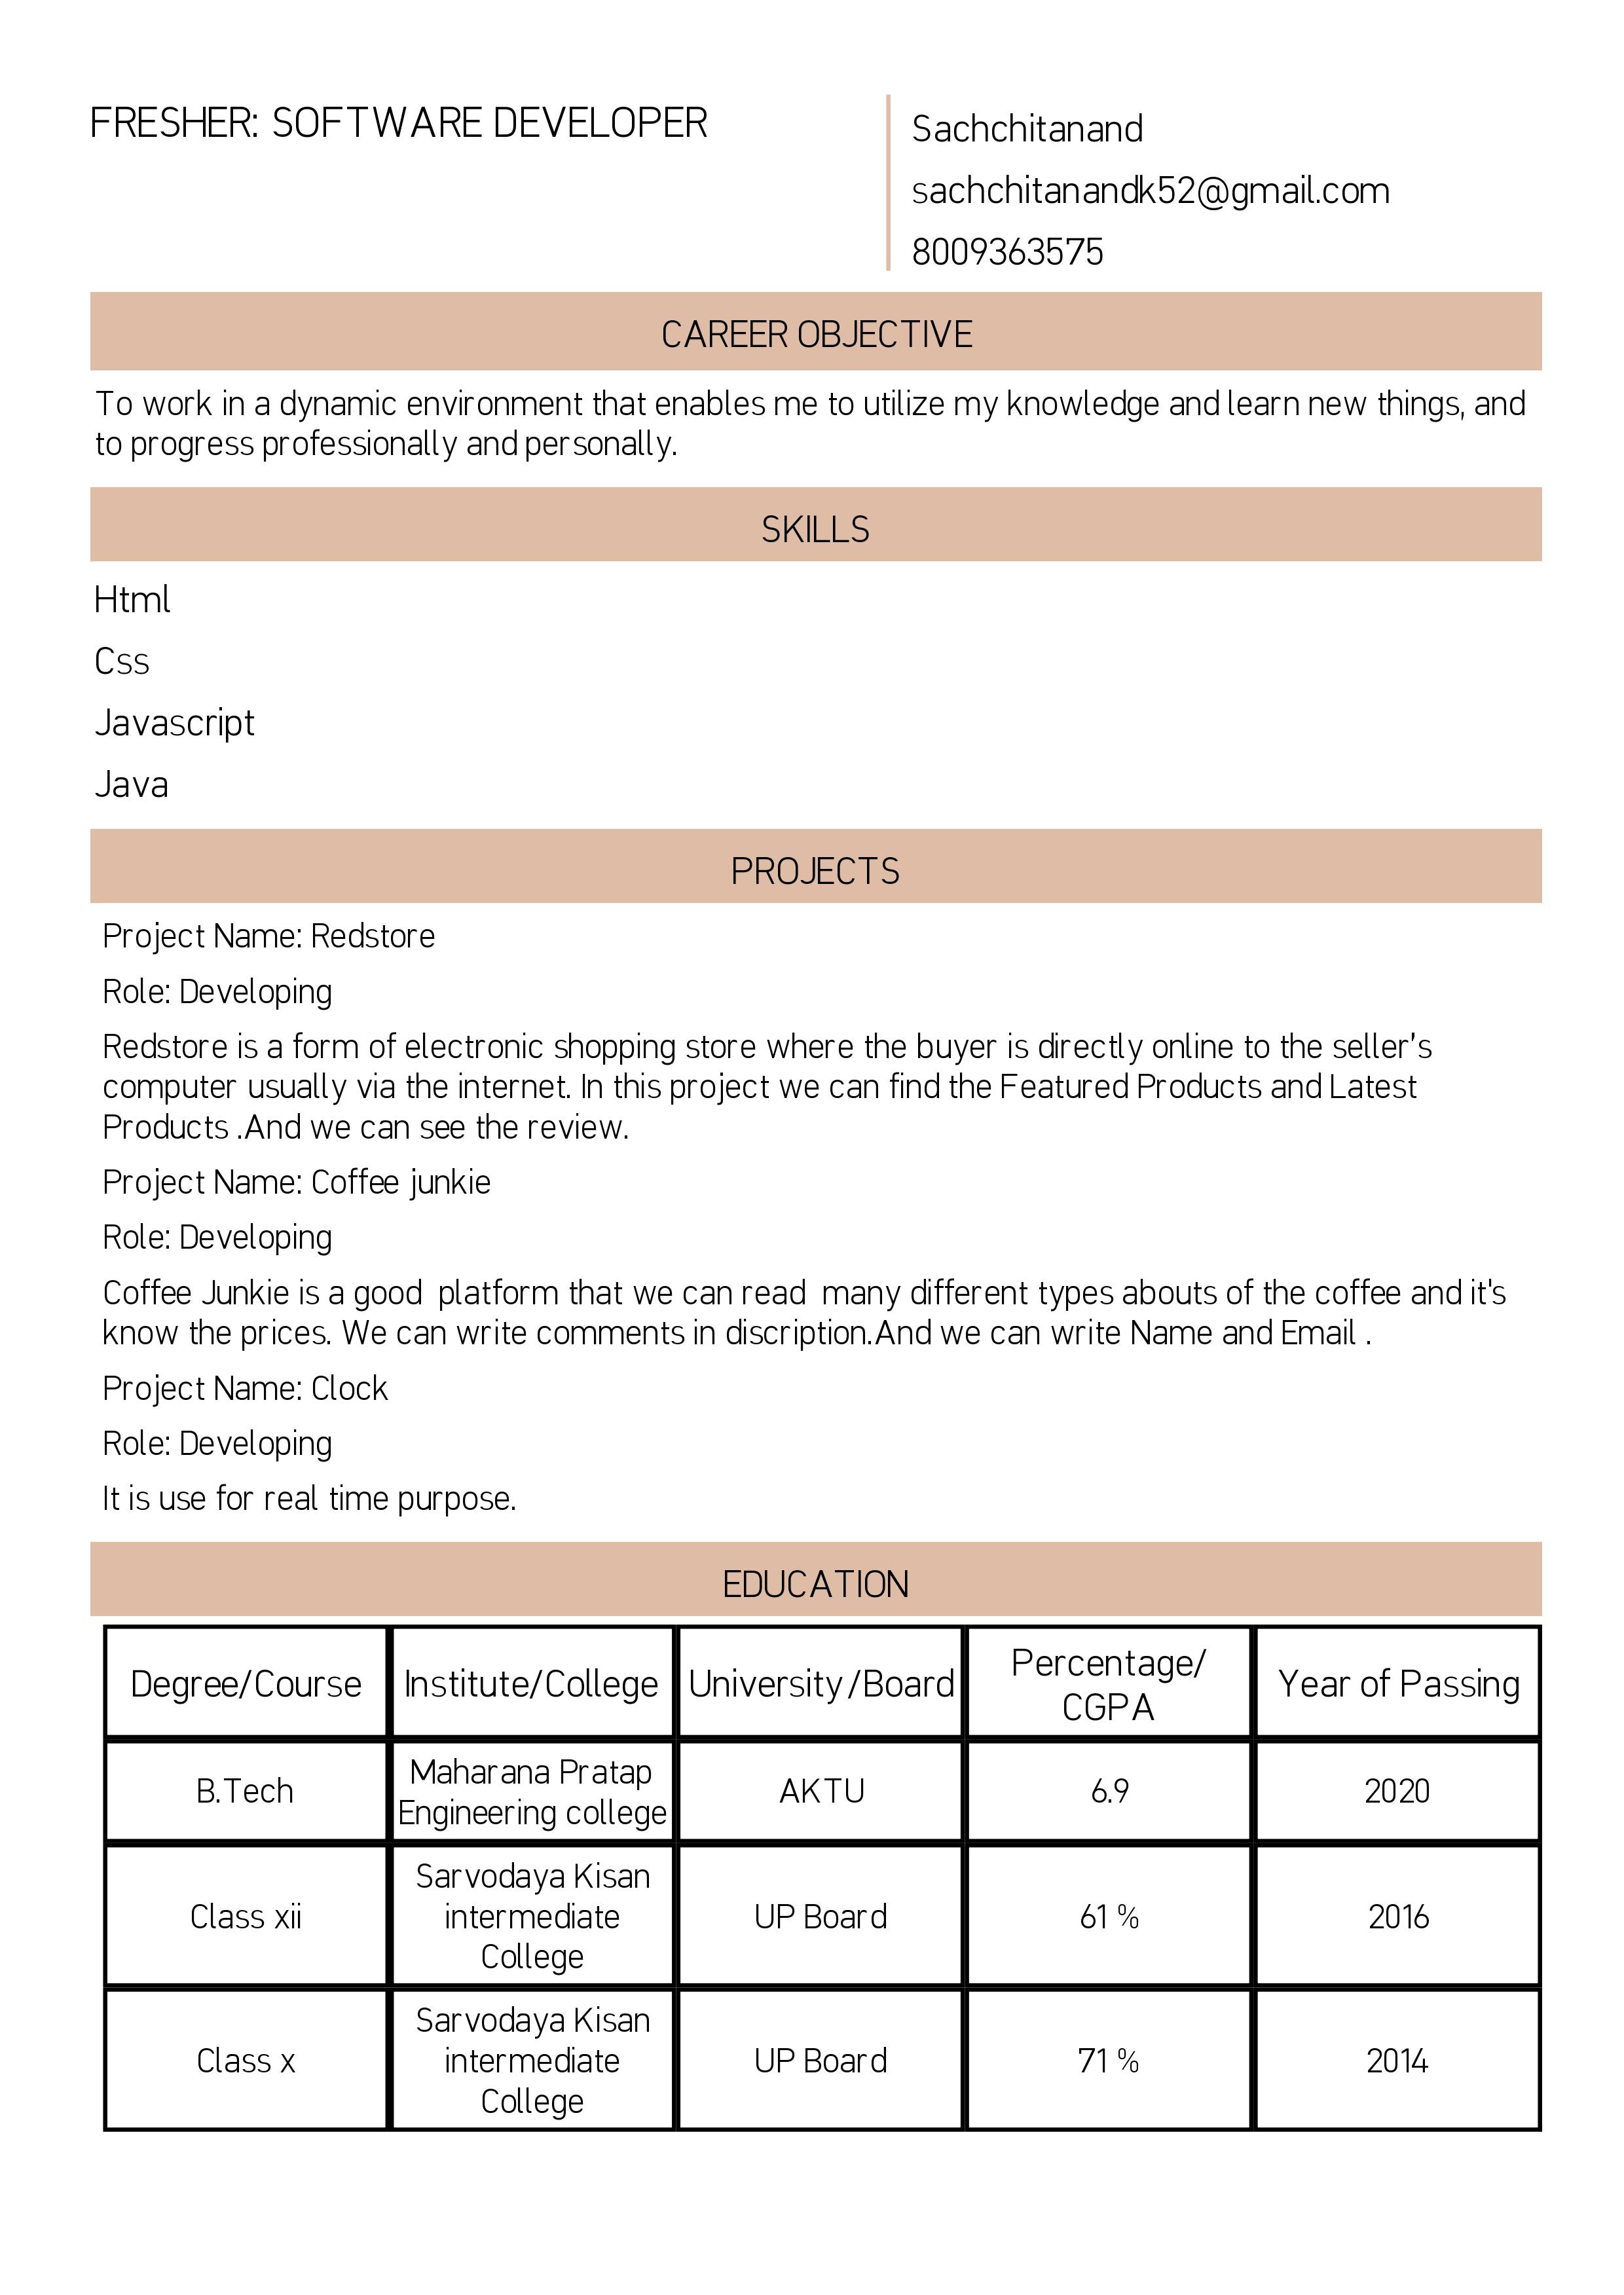 FRESHER: SOFTWARE DEVELOPER
Sachchitanand
sachchitanandk52@gmail.com
8009363575
CAREER OBJECTIVE
To work in a dynamic environment that enables me to utilize my knowledge and learn new things, and
to progress professionally and personally.
SKILLS
Html
Css
Javascript
Java
PROJECTS
Project Name: Redstore
Role: Developing
Redstore is a form of electronic shopping store where the buyer is directly online to the seller’s
computer usually via the internet. In this project we can find the Featured Products and Latest
Products .And we can see the review.
Project Name: Coffee junkie
Role: Developing
Coffee Junkie is a good  platform that we can read  many different types abouts of the coffee and it's
know the prices. We can write comments in discription.And we can write Name and Email .
Project Name: Clock
Role: Developing
It is use for real time purpose.
EDUCATION
Degree/Course Institute/College University/Board Percentage/
CGPA Year of Passing
B.Tech Maharana Pratap
Engineering college AKTU 6.9 2020
Class xii Sarvodaya Kisan
intermediate
College UP Board 61 % 2016
Class x Sarvodaya Kisan
intermediate
College UP Board 71 % 2014